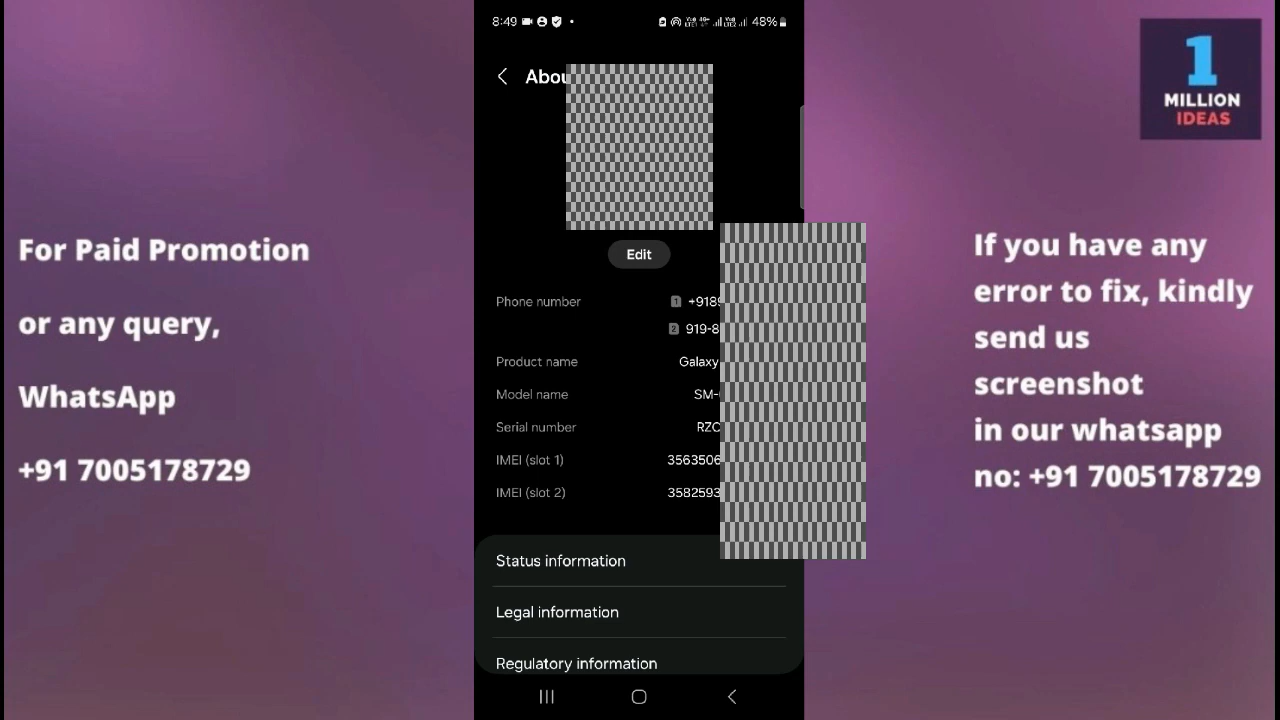 For Paid Promotion
or any query,
WhatsApp
+91 7005178729
8:49
48%
Edit
Phone number 1 +9189
2 919-8
Product name Galaxy
Model name SM-
Serial number RZC
IMEI (slot 1) 3563506
IMEI (slot 2) 3582593
Status information
Legal information
Regulatory information
1
MILLION
IDEAS
If you have any
error to fix, kindly
send us
screenshot
in our whatsapp
no: +91 7005178729